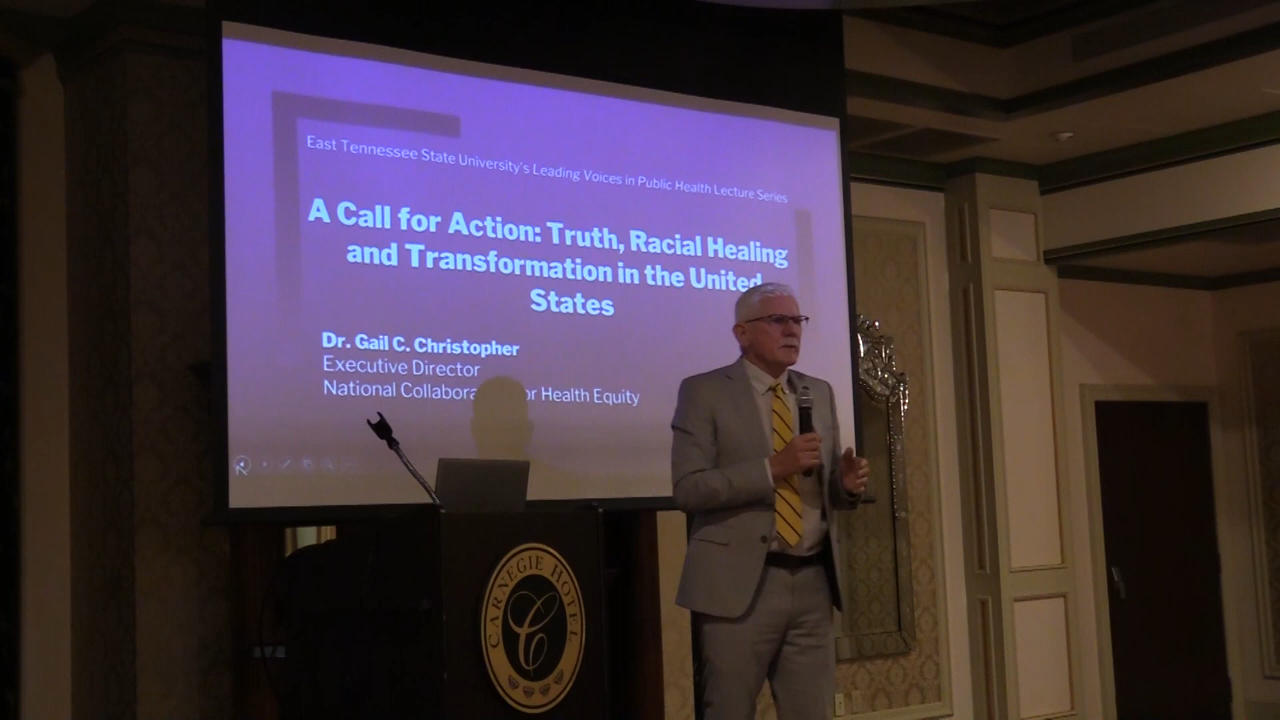 East Tennessee State University's Leading Voices in Public Health Lecture Series
A Call for Action: Truth, Racial Healing
and Transformation in the United
States
Dr. Gail C. Christopher
Executive Director
National or Health Equity
CARNEGIE HOTEL
C